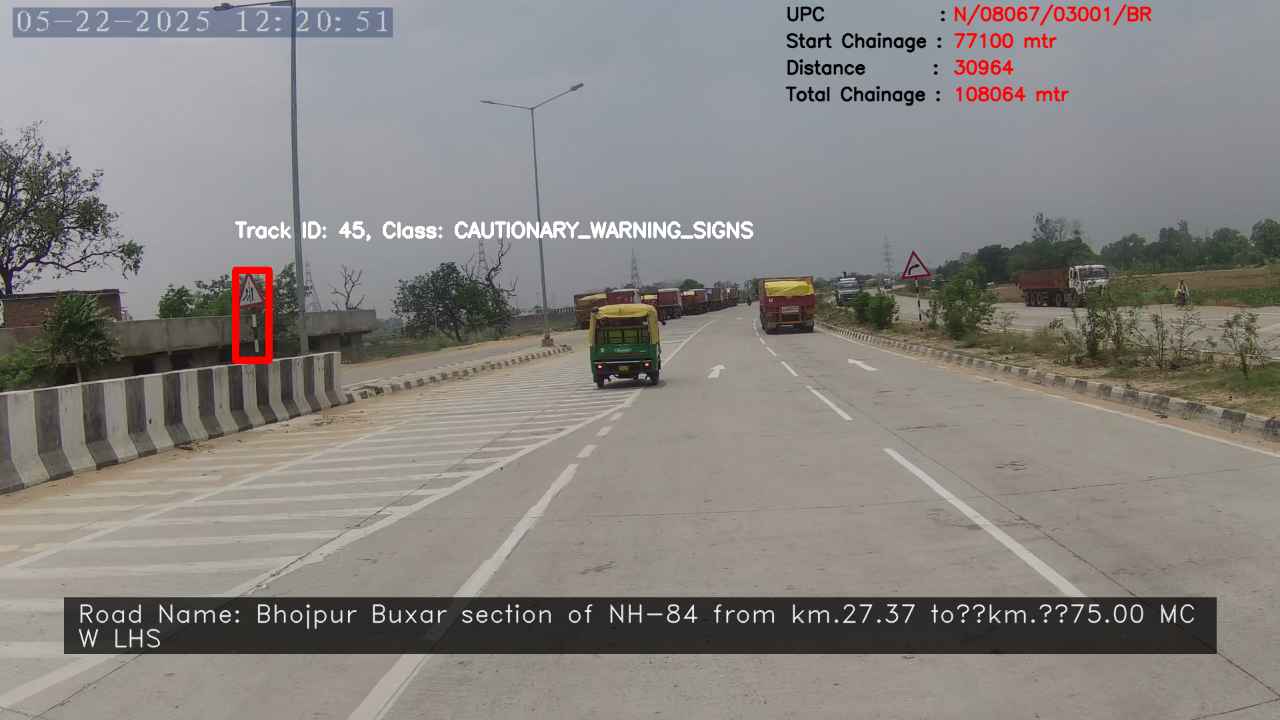 05-22-2025 12:20:51
UPC : N/08067/03001/BR
Start Chainage : 77100 mtr
Distance : 30964
Total Chainage : 108064 mtr
Track ID: 45, Class: CAUTIONARY_WARNING_SIGNS
Road Name: Bhojpur Buxar section of NH-84 from km.27.37 to??km.??75.00 MC
W LHS